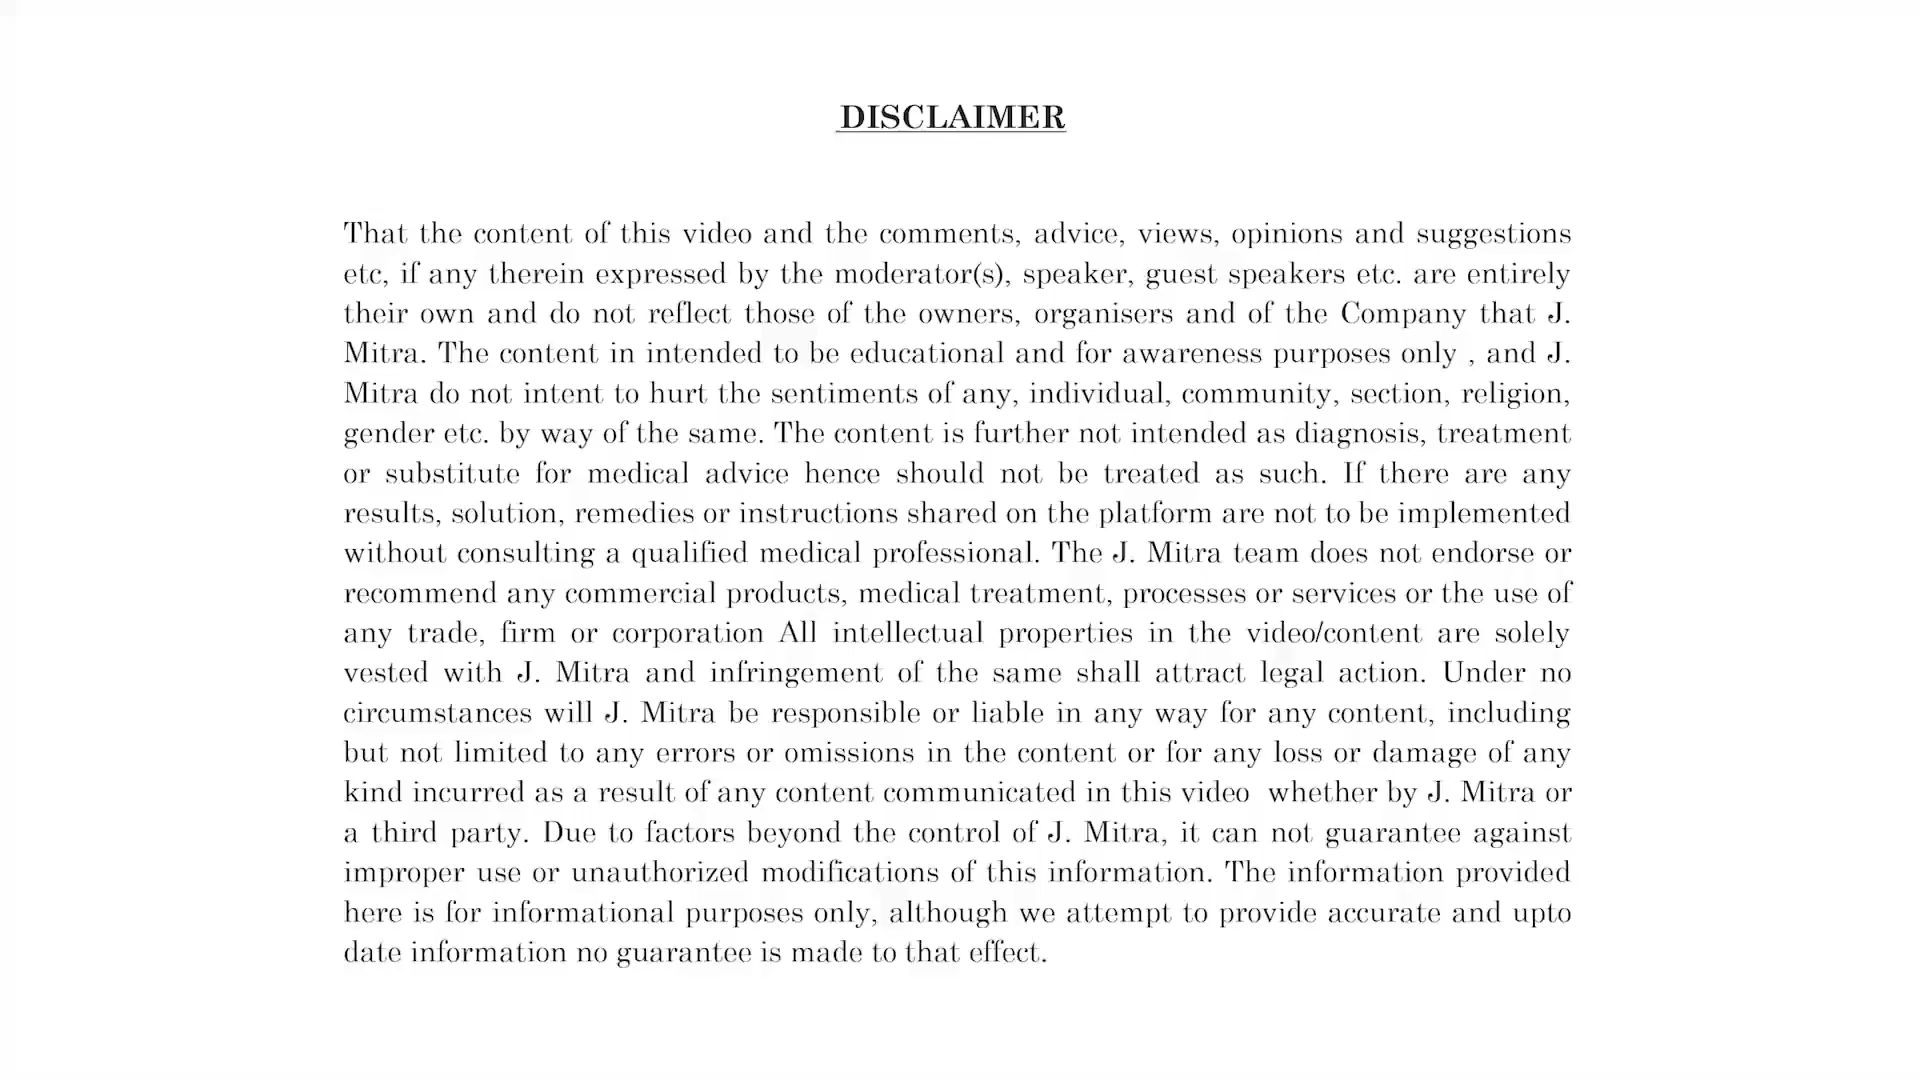 DISCLAIMER
That the content of this video and the comments, advice, views, opinions and suggestions
etc, if any therein expressed by the moderator(s), speaker, guest speakers etc. are entirely
their own and do not reflect those of the owners, organisers and of the Company that J.
Mitra. The content in intended to be educational and for awareness purposes only , and J.
Mitra do not intent to hurt the sentiments of any, individual, community, section, religion,
gender etc. by way of the same. The content is further not intended as diagnosis, treatment
or substitute for medical advice hence should not be treated as such. If there are any
results, solution, remedies or instructions shared on the platform are not to be implemented
without consulting a qualified medical professional. The J. Mitra team does not endorse or
recommend any commercial products, medical treatment, processes or services or the use of
any trade, firm or corporation All intellectual properties in the video/content are solely
vested with J. Mitra and infringement of the same shall attract legal action. Under no
circumstances will J. Mitra be responsible or liable in any way for any content, including
but not limited to any errors or omissions in the content or for any loss or damage of any
kind incurred as a result of any content communicated in this video  whether by J. Mitra or
a third party. Due to factors beyond the control of J. Mitra, it can not guarantee against
improper use or unauthorized modifications of this information. The information provided
here is for informational purposes only, although we attempt to provide accurate and upto
date information no guarantee is made to that effect.